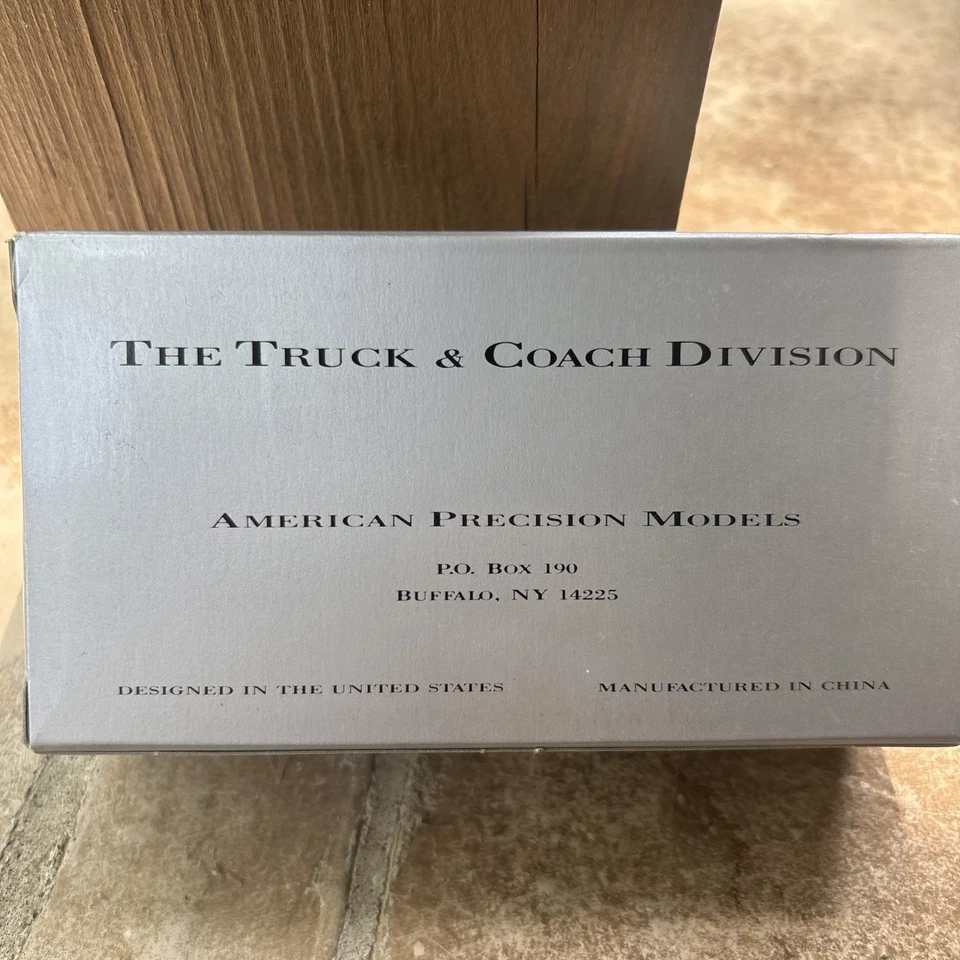 The Truck & Coach Division
American Precision Models
P.O. Box 190
Buffalo, NY 14225
DESIGNED IN THE UNITED STATES
MANUFACTURED IN CHINA